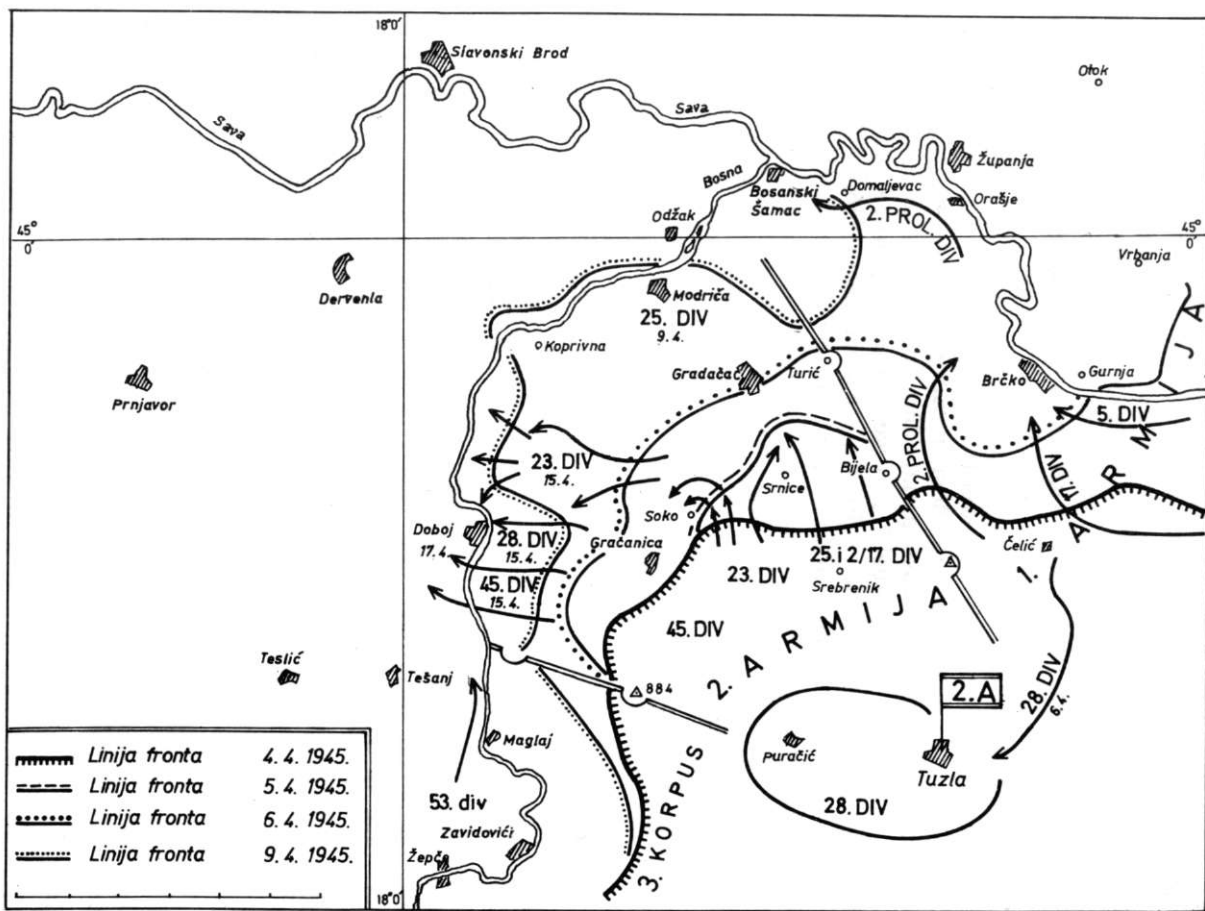 18°0'
Slavonski Brod
Otok
Sava
Sava
Županja
Bosna
Bosanski Šamac
Domaljevac
Orašje
Odžak
2. PROL. DIV
45° 0'
45° 0'
Vrbanja
Derventa
Modriča
25. DIV
9.4.
Koprivna
Gradačac
Turić
Brčko
Gurnja
Prnjavor
5. DIV
2. PROL. DIV
17. DIV
23. DIV
15.4.
Srnice
Bijela
Soko
Doboj
17.4.
28. DIV
15.4.
Gračanica
25. i 2/17. DIV
Čelić
23. DIV
Srebrenik
45. DIV
15.4.
1. ARMIJA
45. DIV
2. ARMIJA
28. DIV
6.4.
Teslić
Tešanj
884
2. A
Maglaj
Puračić
Tuzla
28. DIV
3. KORPUS
53. div
Zavidovići
Žepče
Linija fronta 4. 4. 1945.
Linija fronta 5. 4. 1945.
Linija fronta 6. 4. 1945.
Linija fronta 9. 4. 1945.
18°0'